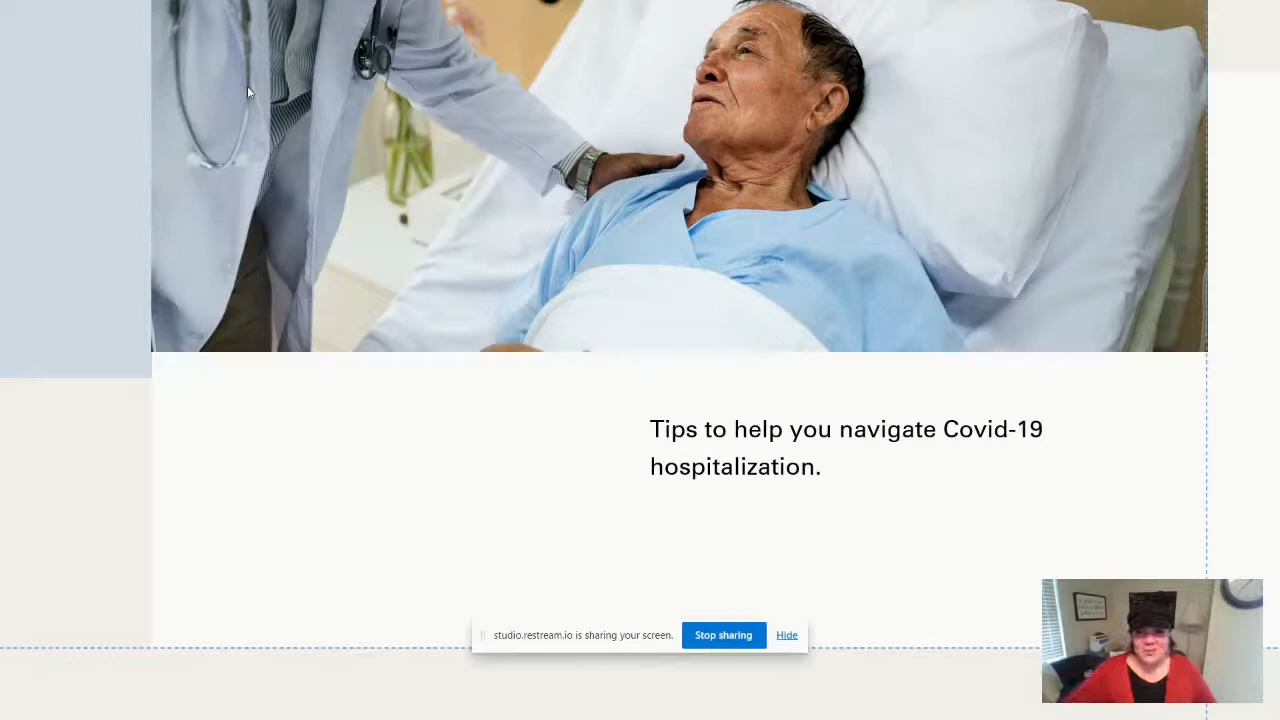 Tips to help you navigate Covid-19
hospitalization.
studio.restream.io is sharing your screen. Stop sharing Hide